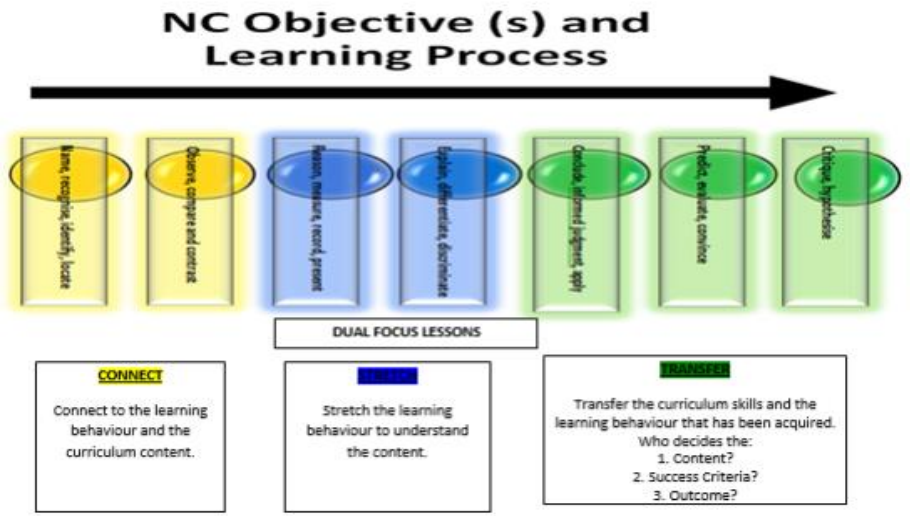 NC Objective (s) and
Learning Process
Name, recognise, identify, locate
Observe, compare and contrast
Reason, measure, record, present
Explain, differentiate, discriminate
Conclude, informed judgment, apply
Predict, evaluate, convince
Critique, hypothesise
DUAL FOCUS LESSONS
CONNECT
Connect to the learning
behaviour and the
curriculum content.
STRETCH
Stretch the learning
behaviour to understand
the content.
TRANSFER
Transfer the curriculum skills and the
learning behaviour that has been acquired.
Who decides the:
1. Content?
2. Success Criteria?
3. Outcome?